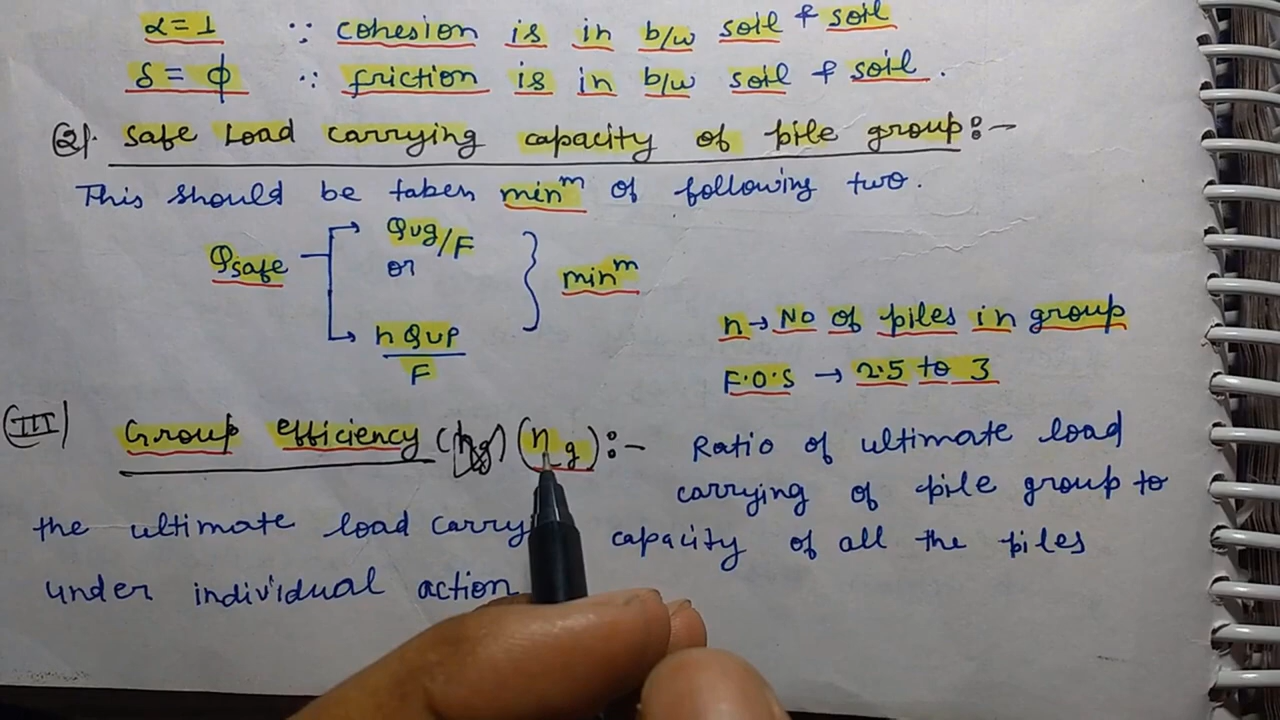 α = 1 ∵ cohesion is in b/w soil & soil
δ = ϕ ∴ friction is in b/w soil & soil.
(2). Safe Load carrying capacity of pile group:-
This should be taken minᵐ of following two.
Qug/F
Qsafe or } minᵐ
n Qup
F
n → No of piles in group
F.O.S → 2.5 to 3
(III) Group efficiency (ηg):- Ratio of ultimate load
carrying of pile group to
the ultimate load carry capacity of all the piles
under individual action